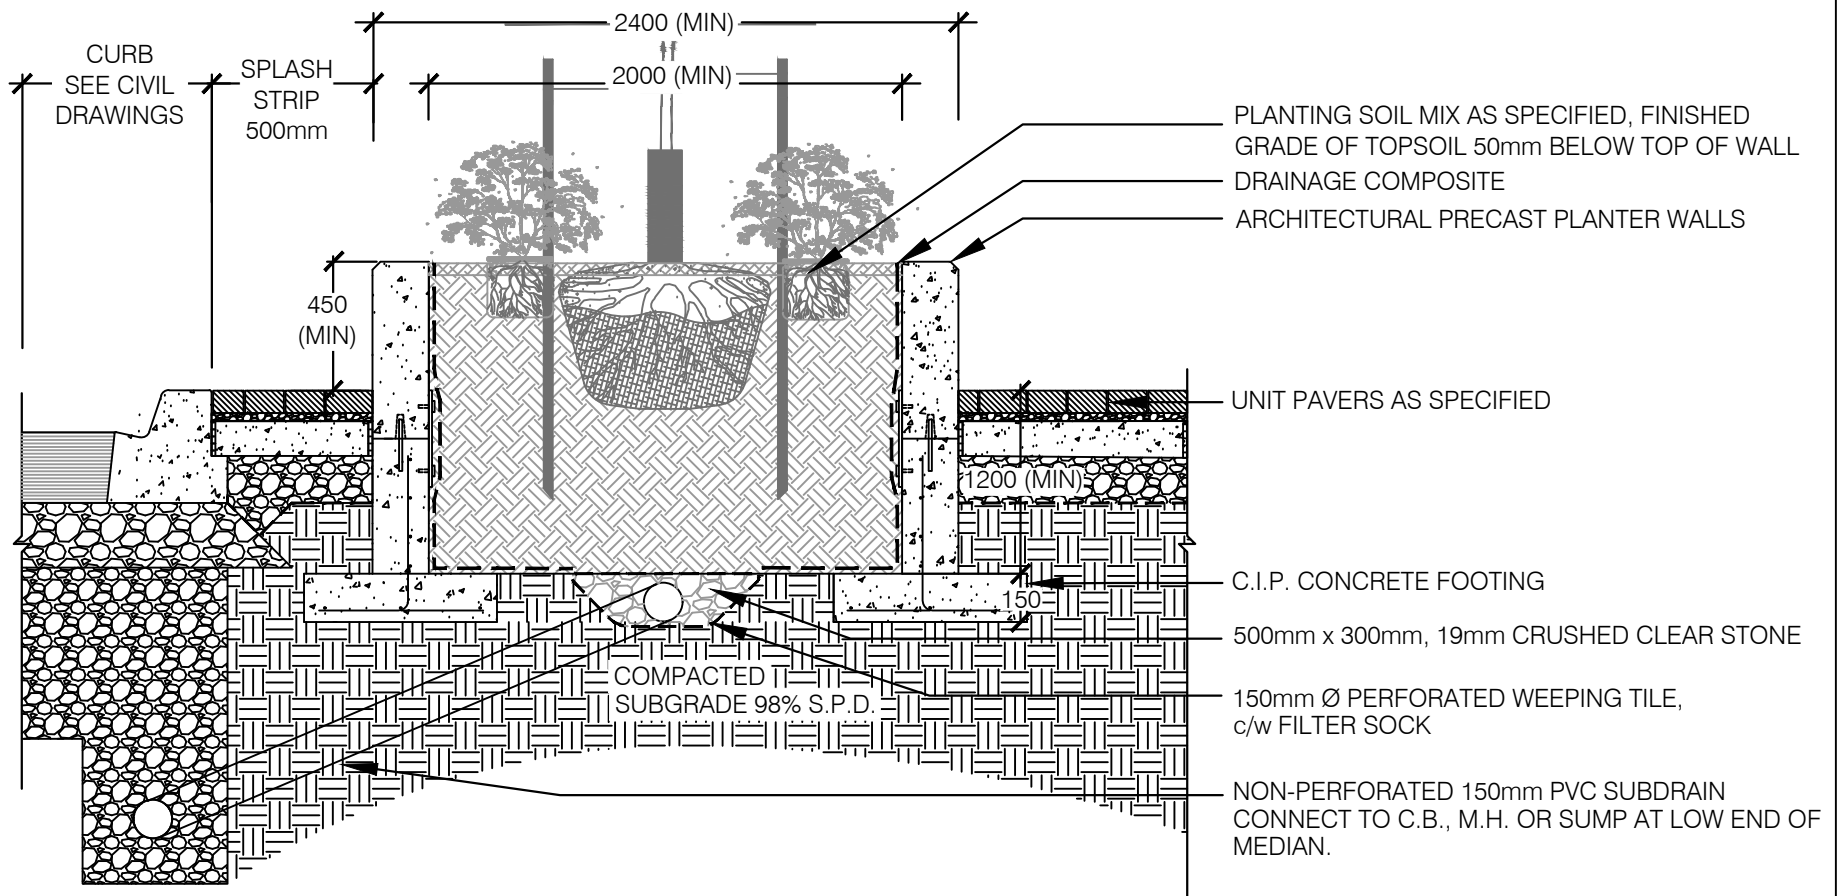 2400 (MIN)
CURB
SEE CIVIL
DRAWINGS
SPLASH
STRIP
500mm
2000 (MIN)
PLANTING SOIL MIX AS SPECIFIED, FINISHED
GRADE OF TOPSOIL 50mm BELOW TOP OF WALL
DRAINAGE COMPOSITE
ARCHITECTURAL PRECAST PLANTER WALLS
450
(MIN)
UNIT PAVERS AS SPECIFIED
1200 (MIN)
C.I.P. CONCRETE FOOTING
150
500mm x 300mm, 19mm CRUSHED CLEAR STONE
COMPACTED
SUBGRADE 98% S.P.D.
150mm Ø PERFORATED WEEPING TILE,
c/w FILTER SOCK
NON-PERFORATED 150mm PVC SUBDRAIN
CONNECT TO C.B., M.H. OR SUMP AT LOW END OF
MEDIAN.